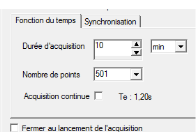 Fonction du temps Synchronisation
Durée d'acquisition 10 min
Nombre de points 501
Acquisition continue Te : 1,20s
Fermer au lancement de l'acquisition